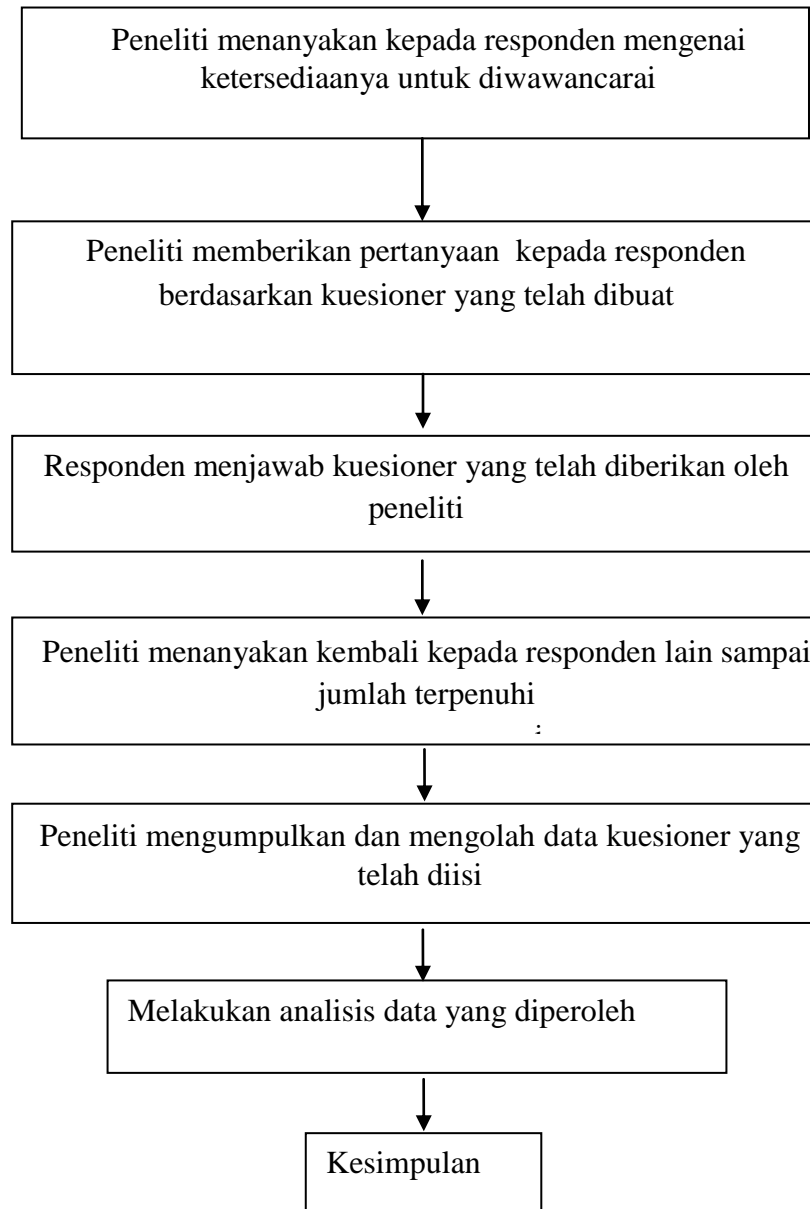 Peneliti menanyakan kepada responden mengenai
ketersediaanya untuk diwawancarai
Peneliti memberikan pertanyaan  kepada responden
berdasarkan kuesioner yang telah dibuat
Responden menjawab kuesioner yang telah diberikan oleh
peneliti
Peneliti menanyakan kembali kepada responden lain sampai
jumlah terpenuhi
Peneliti mengumpulkan dan mengolah data kuesioner yang
telah diisi
Melakukan analisis data yang diperoleh
Kesimpulan